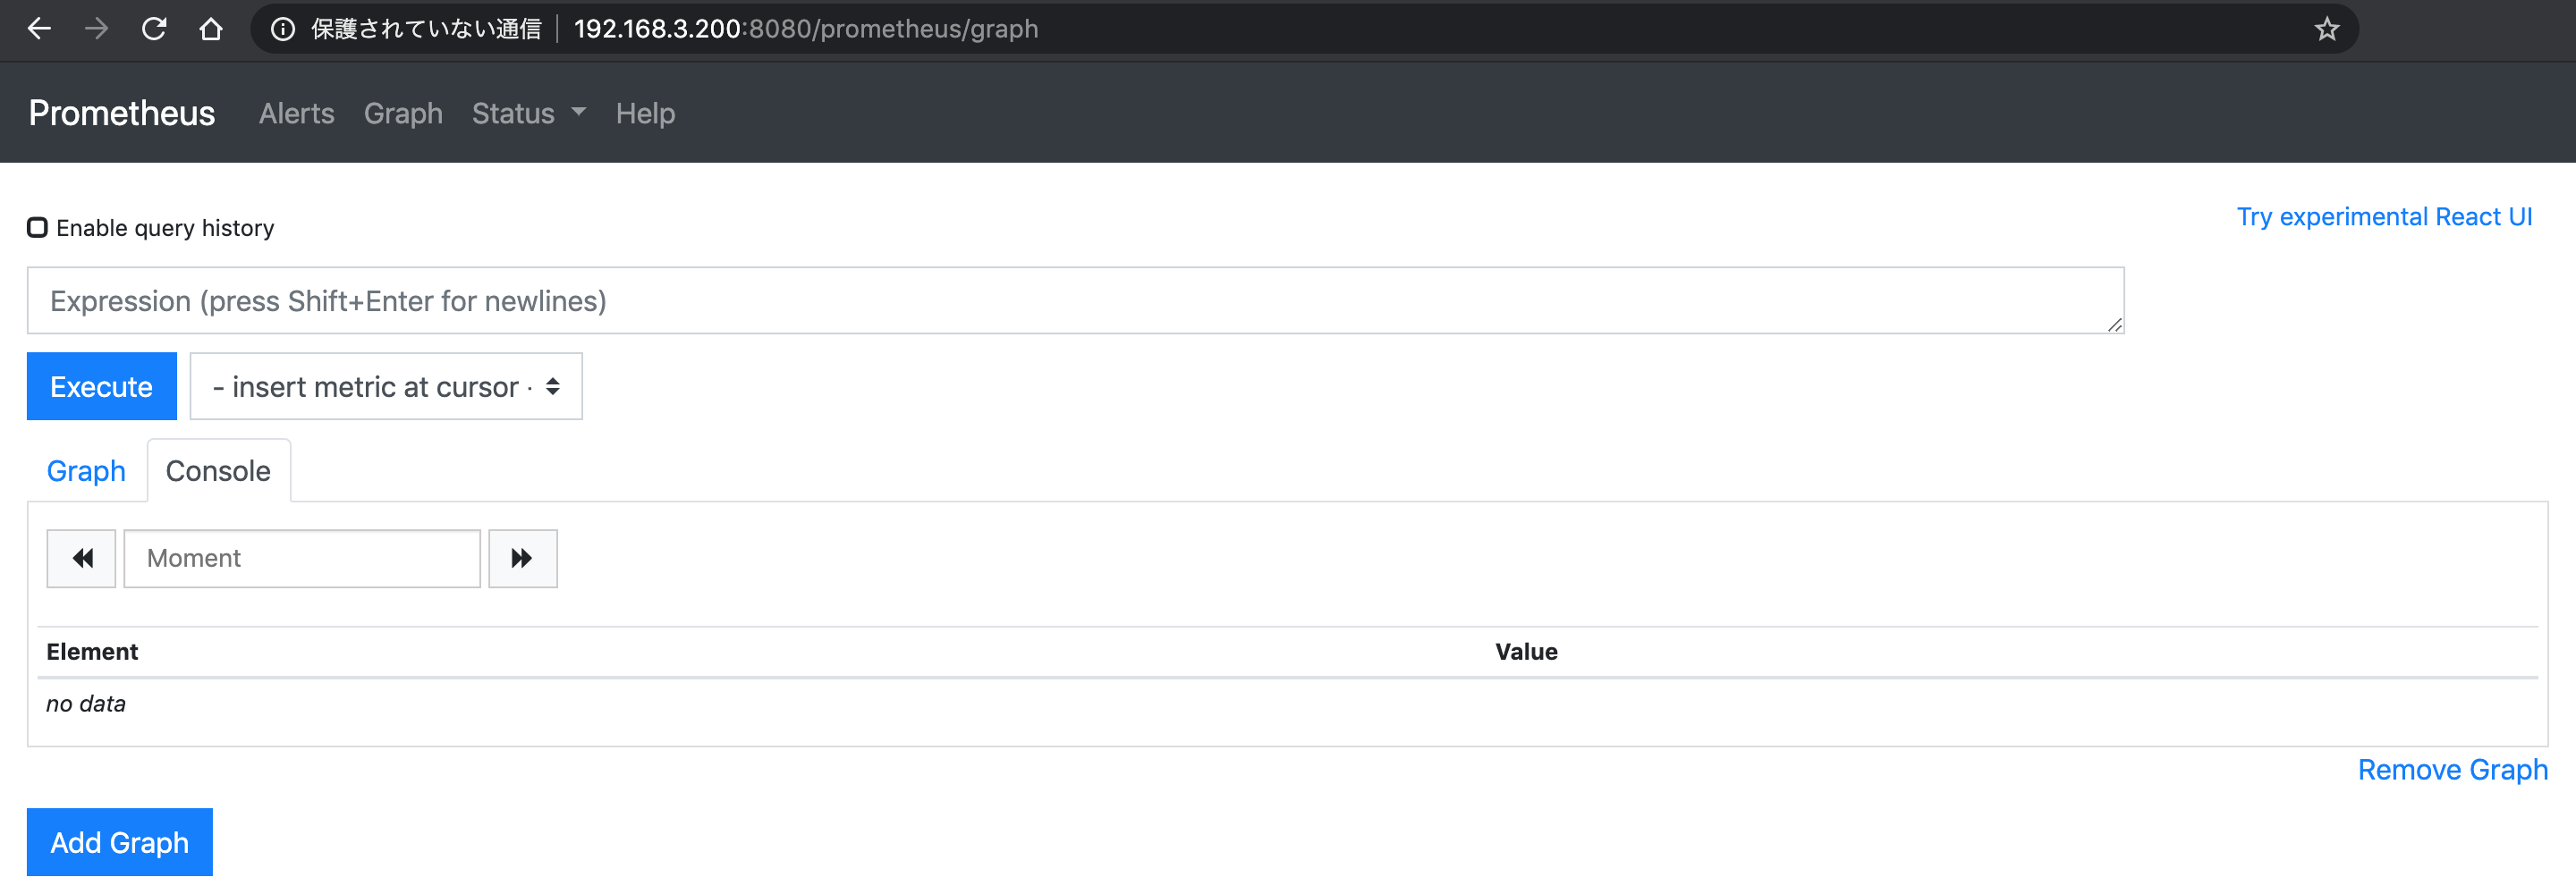 保護されていない通信 192.168.3.200:8080/prometheus/graph
Prometheus Alerts Graph Status Help
Enable query history
Try experimental React UI
Expression (press Shift+Enter for newlines)
Execute - insert metric at cursor -
Graph Console
Moment
Element Value
no data
Remove Graph
Add Graph